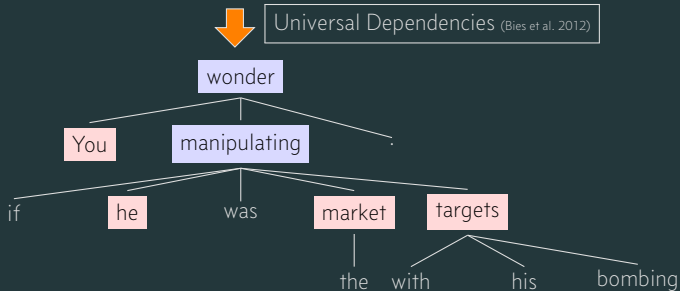 Universal Dependencies (Bies et al. 2012)
wonder
You manipulating .
if he was market targets
the with his bombing